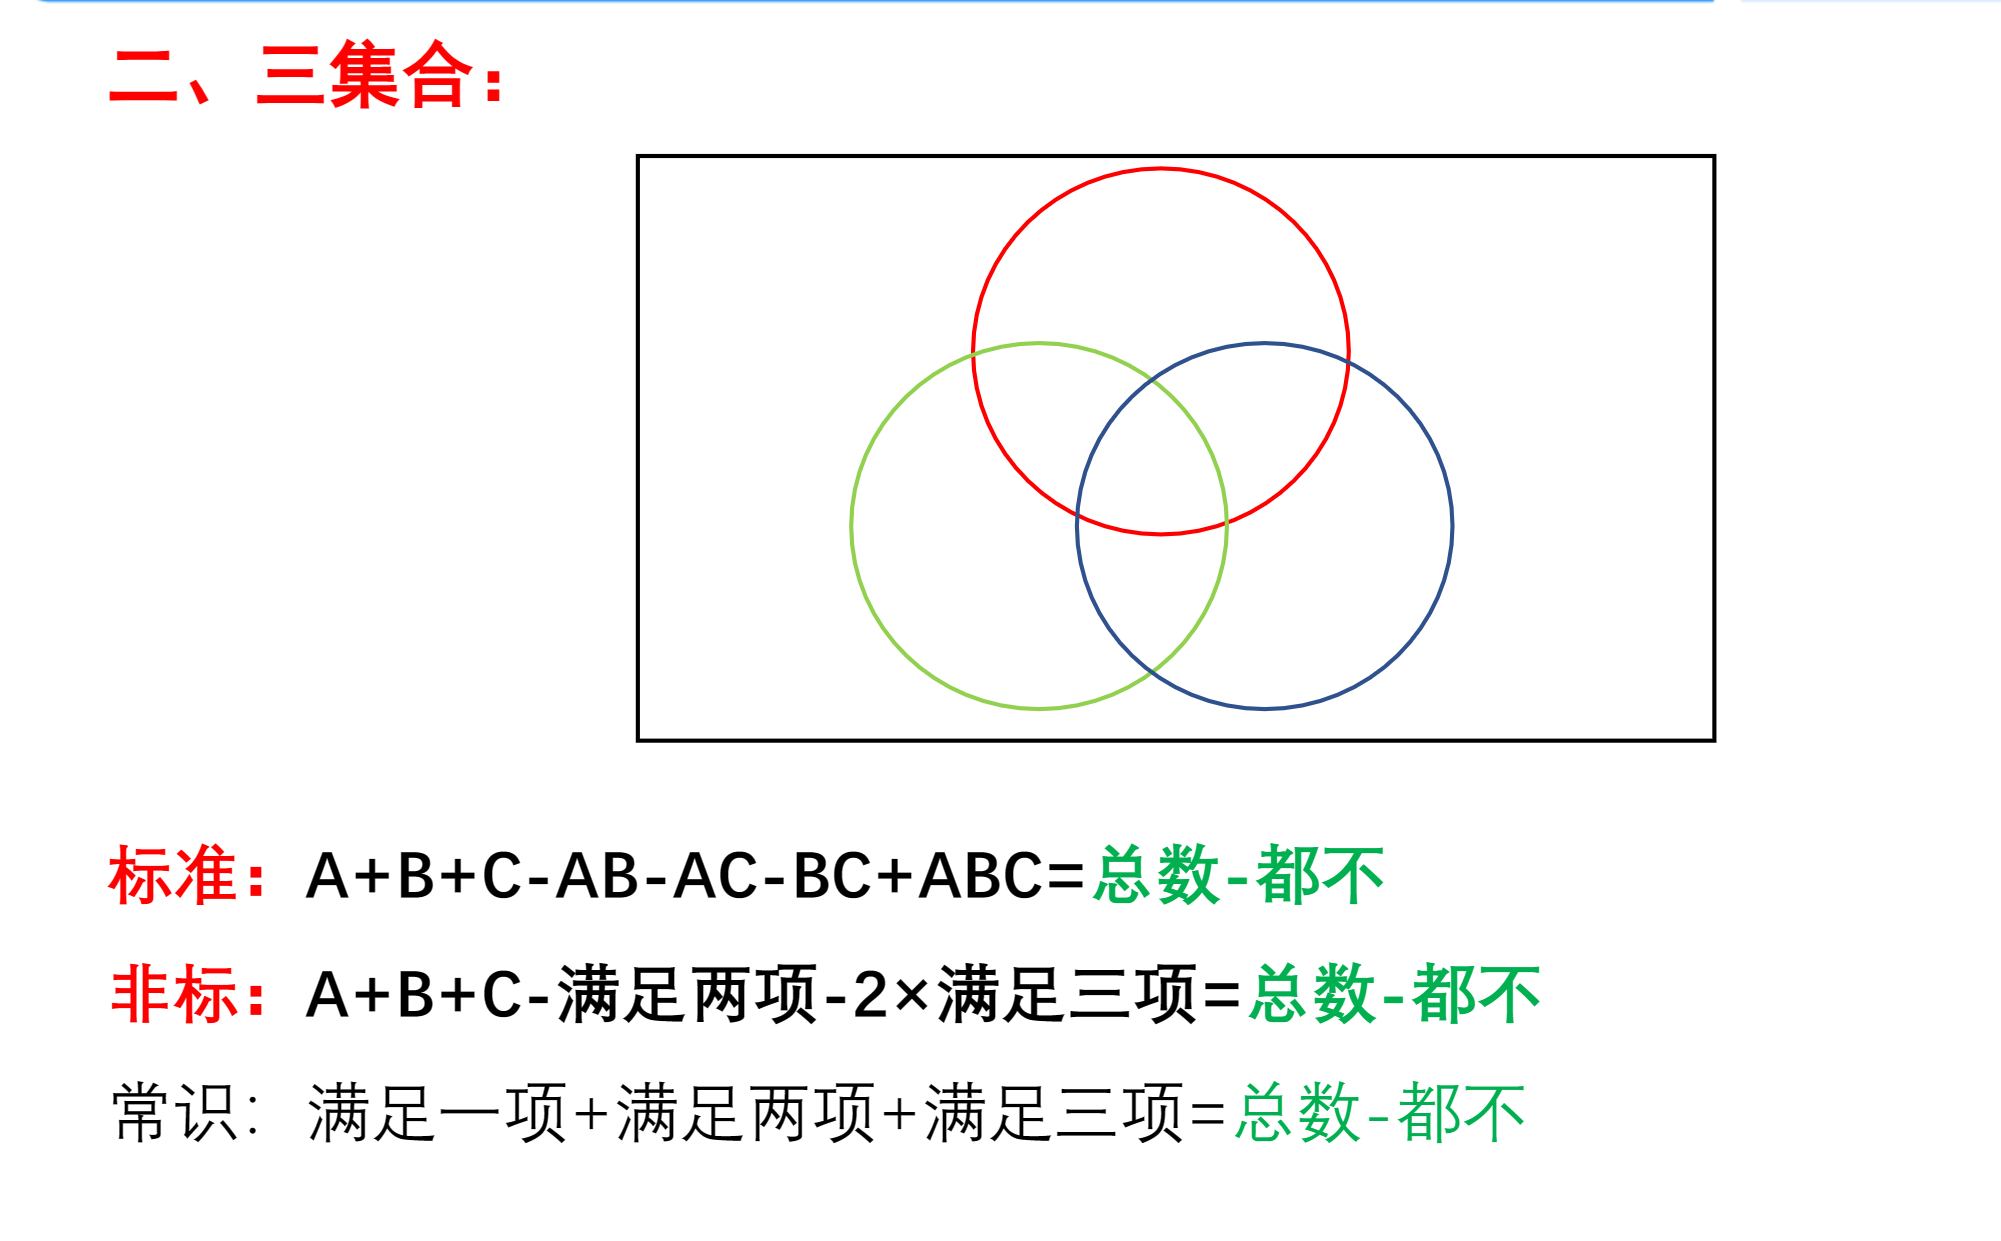 二、三集合：
标准：A+B+C-AB-AC-BC+ABC=总数-都不
非标：A+B+C-满足两项-2×满足三项=总数-都不
常识：满足一项+满足两项+满足三项=总数-都不